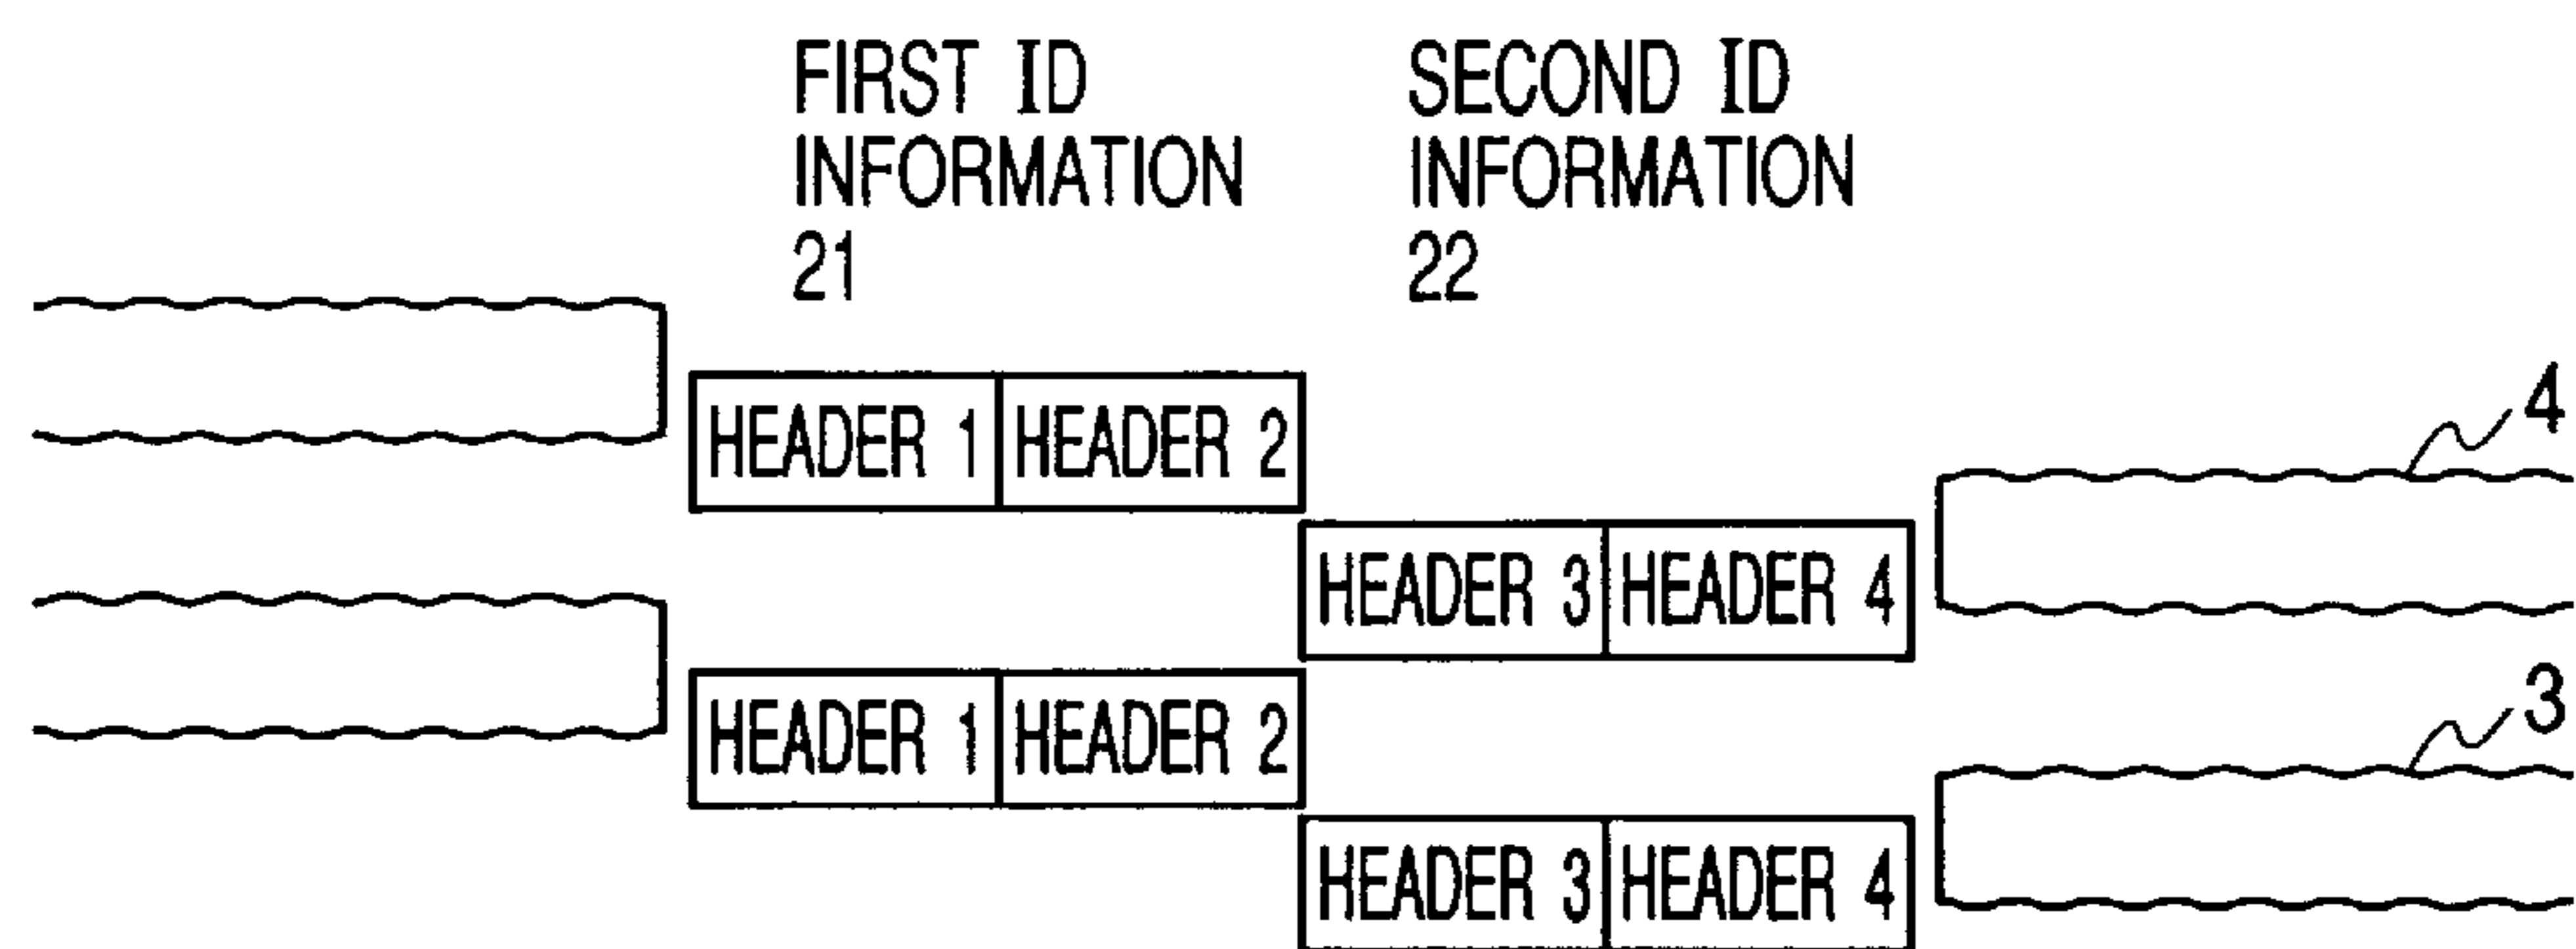 FIRST ID
INFORMATION
21
SECOND ID
INFORMATION
22
HEADER 1 HEADER 2
4
HEADER 3 HEADER 4
HEADER 1 HEADER 2
3
HEADER 3 HEADER 4